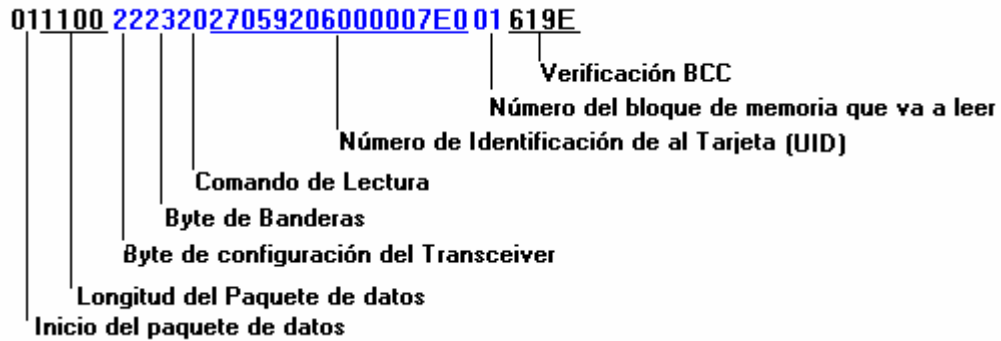 011100 22232027059206000007E0 01 619E
Verificación BCC
Número del bloque de memoria que va a leer
Número de Identificación de al Tarjeta (UID)
Comando de Lectura
Byte de Banderas
Byte de configuración del Transceiver
Longitud del Paquete de datos
Inicio del paquete de datos